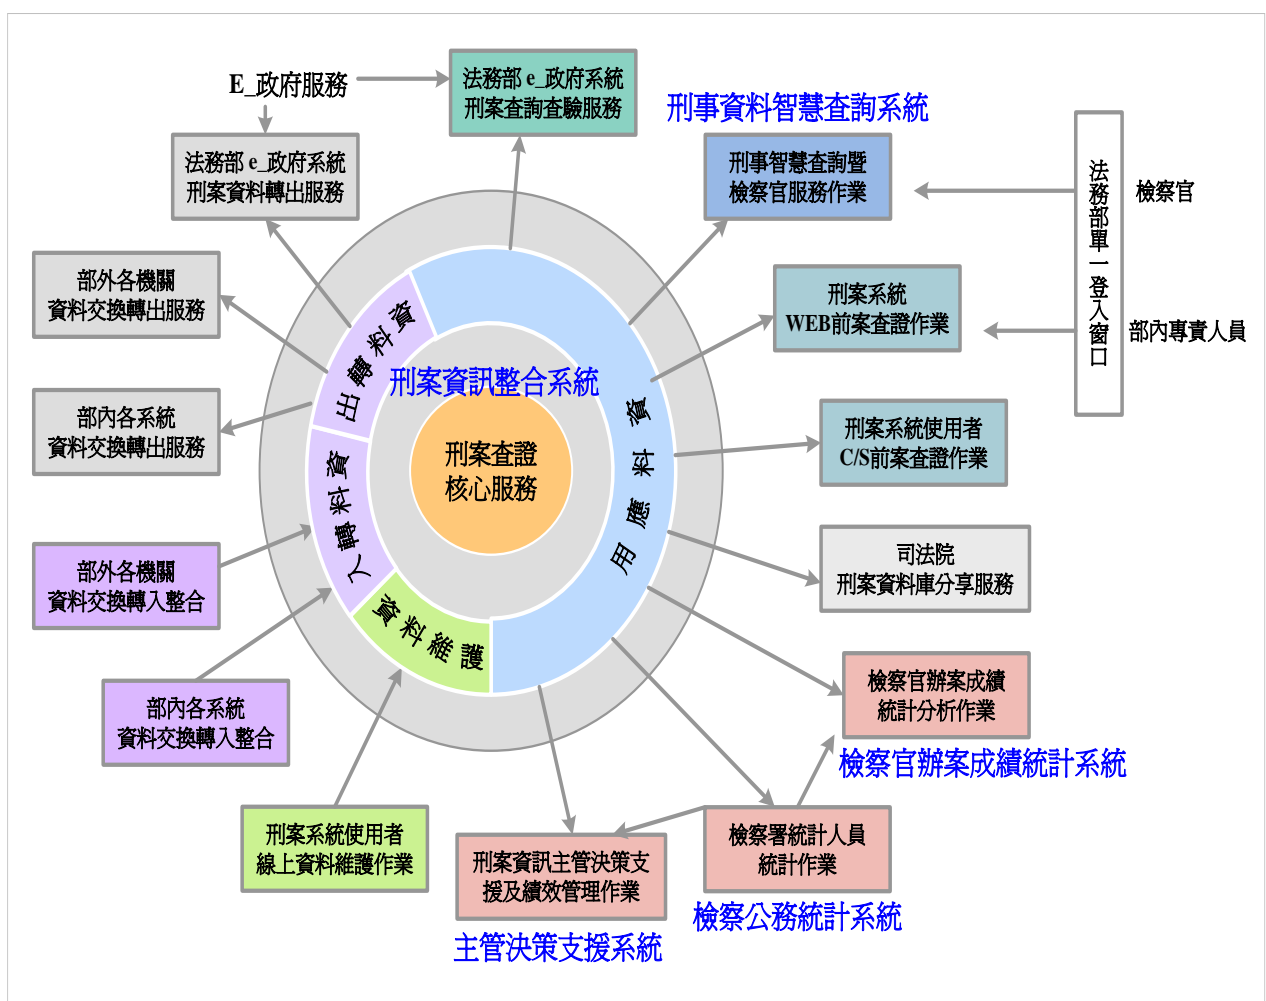 E_政府服務
法務部 e_政府系統
刑案查詢查驗服務
刑事資料智慧查詢系統
法務部 e_政府系統
刑案資料轉出服務
刑事智慧查詢暨
檢察官服務作業
法務部單一登入窗口
檢察官
部內專責人員
部外各機關
資料交換轉出服務
刑案系統
WEB前案查證作業
部內各系統
資料交換轉出服務
刑案系統使用者
C/S前案查證作業
資料轉出
刑案資訊整合系統
刑案查證
核心服務
資料應用
資料轉入
資料維護
司法院
刑案資料庫分享服務
部外各機關
資料交換轉入整合
部內各系統
資料交換轉入整合
檢察官辦案成績
統計分析作業
檢察官辦案成績統計系統
刑案系統使用者
線上資料維護作業
刑案資訊主管決策支
援及績效管理作業
主管決策支援系統
檢察署統計人員
統計作業
檢察公務統計系統